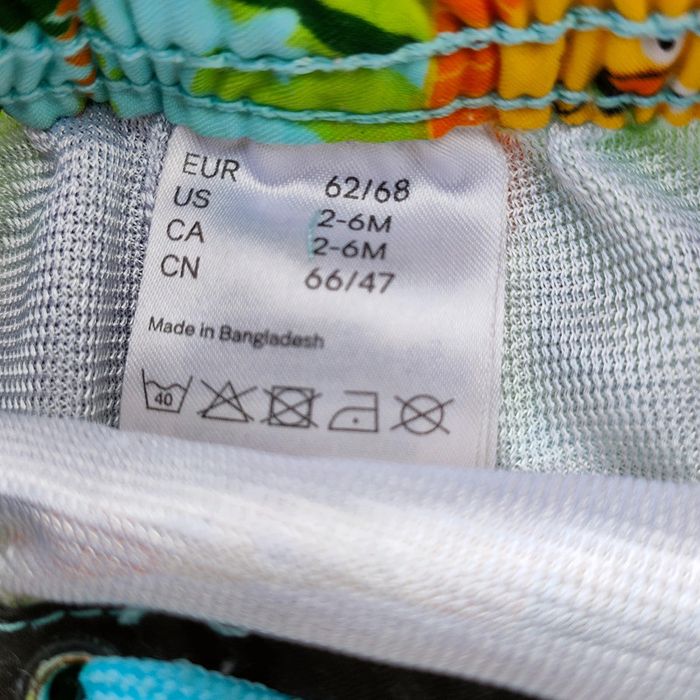 EUR 62/68
US 2-6M
CA 2-6M
CN 66/47
Made in Bangladesh
40